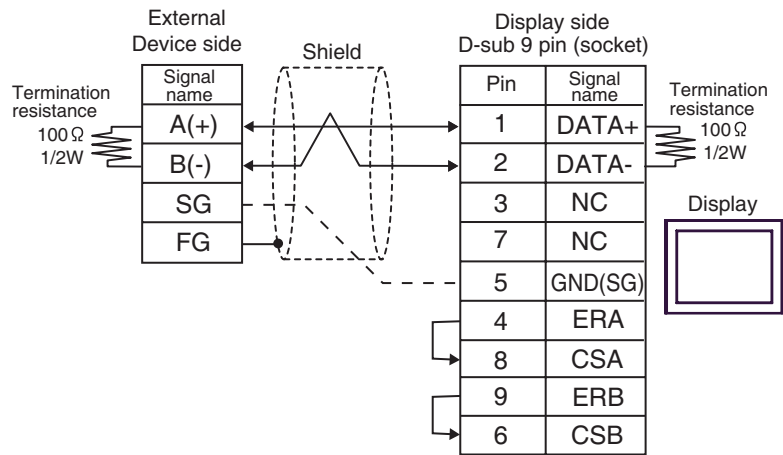 External
Device side
Shield
Display side
D-sub 9 pin (socket)
Termination
resistance
100Ω
1/2W
Signal
name
A(+)
B(-)
SG
FG
Pin
Signal
name
1
DATA+
2
DATA-
3
NC
7
NC
5
GND(SG)
4
ERA
8
CSA
9
ERB
6
CSB
Termination
resistance
100Ω
1/2W
Display